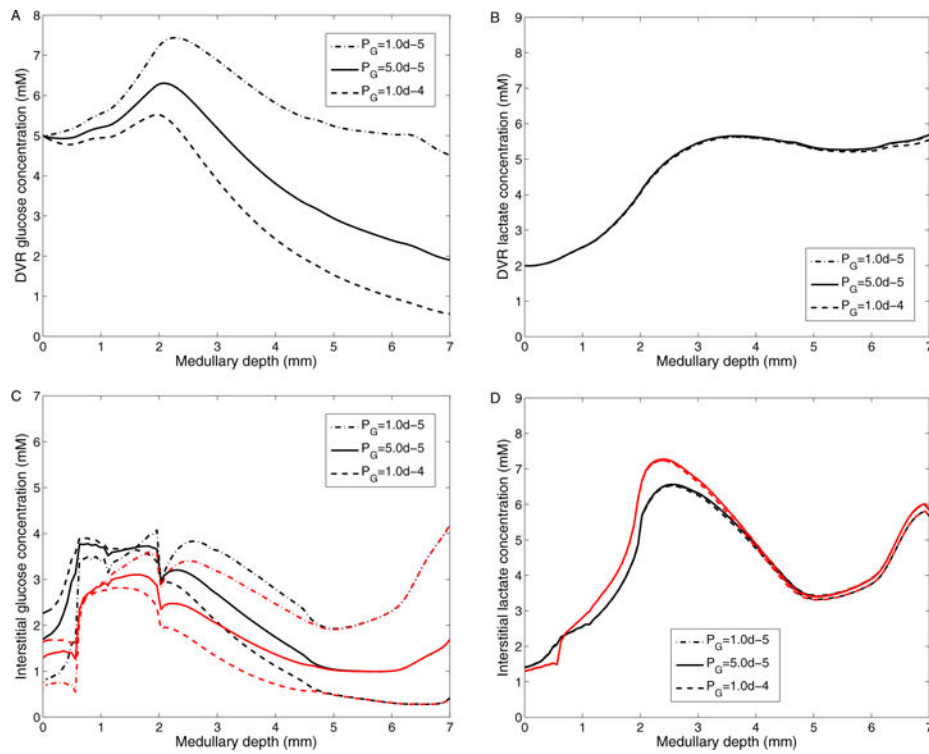 A
8
7
6
5
4
3
2
1
0
DVR glucose concentration (mM)
P_G=1.0d-5
P_G=5.0d-5
P_G=1.0d-4
0 1 2 3 4 5 6 7
Medullary depth (mm)
B
9
8
7
6
5
4
3
2
1
0
DVR lactate concentration (mM)
P_G=1.0d-5
P_G=5.0d-5
P_G=1.0d-4
0 1 2 3 4 5 6 7
Medullary depth (mm)
C
7
6
5
4
3
2
1
0
Interstitial glucose concentration (mM)
P_G=1.0d-5
P_G=5.0d-5
P_G=1.0d-4
0 1 2 3 4 5 6 7
Medullary depth (mm)
D
9
8
7
6
5
4
3
2
1
0
Interstitial lactate concentration (mM)
P_G=1.0d-5
P_G=5.0d-5
P_G=1.0d-4
0 1 2 3 4 5 6 7
Medullary depth (mm)